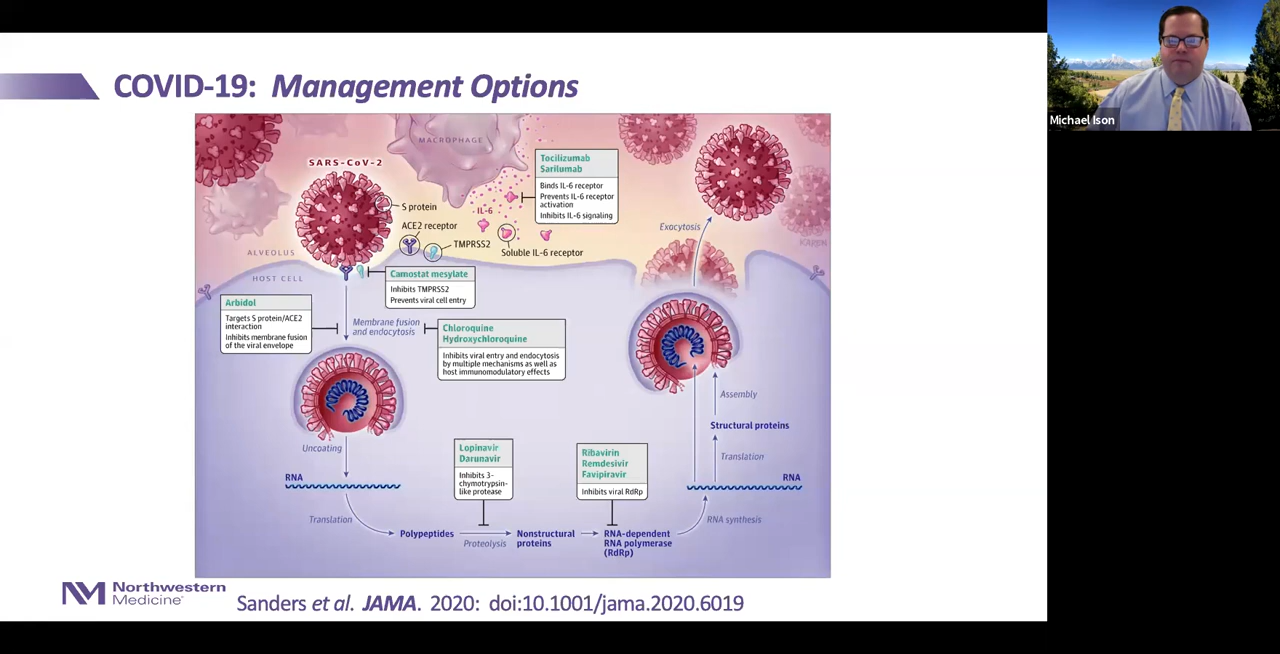 COVID-19: Management Options
Michael Ison
MACROPHAGE
SARS-CoV-2
S protein
ACE2 receptor
TMPRSS2
IL-6
Soluble IL-6 receptor
Tocilizumab
Sarilumab
Binds IL-6 receptor
Prevents IL-6 receptor
activation
Inhibits IL-6 signaling
Exocytosis
KAREN
ALVEOLUS
HOST CELL
Camostat mesylate
Inhibits TMPRSS2
Prevents viral cell entry
Arbidol
Targets S protein/ACE2
interaction
Inhibits membrane fusion
of the viral envelope
Membrane fusion
and endocytosis
Chloroquine
Hydroxychloroquine
Inhibits viral entry and endocytosis
by multiple mechanisms as well as
host immunomodulatory effects
Uncoating
RNA
Translation
Polypeptides
Lopinavir
Darunavir
Inhibits 3-
chymotrypsin-
like protease
Proteolysis
Nonstructural
proteins
Ribavirin
Remdesivir
Favipiravir
Inhibits viral RdRp
RNA-dependent
RNA polymerase
(RdRp)
RNA synthesis
RNA
Translation
Structural proteins
Assembly
Northwestern
Medicine
Sanders et al. JAMA. 2020: doi:10.1001/jama.2020.6019